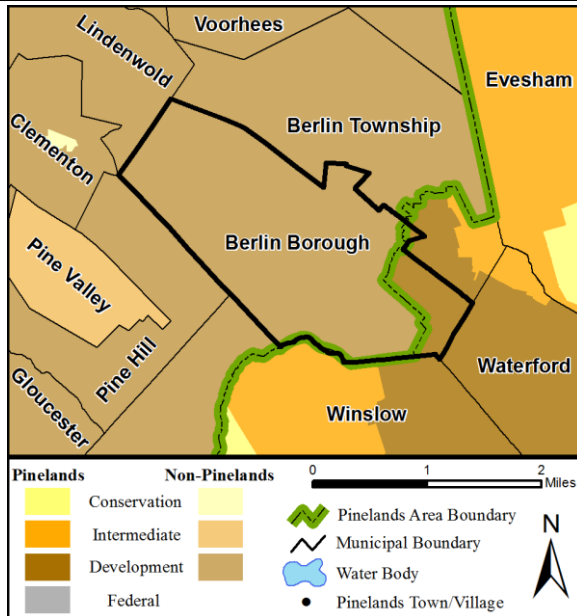 Voorhees
Lindenwold
Evesham
Berlin Township
Clementon
Berlin Borough
Pine Valley
Pine Hill
Waterford
Gloucester
Winslow
Pinelands Non-Pinelands
Conservation
Intermediate
Development
Federal
0 1 2
Miles
Pinelands Area Boundary
Municipal Boundary
Water Body
Pinelands Town/Village
N